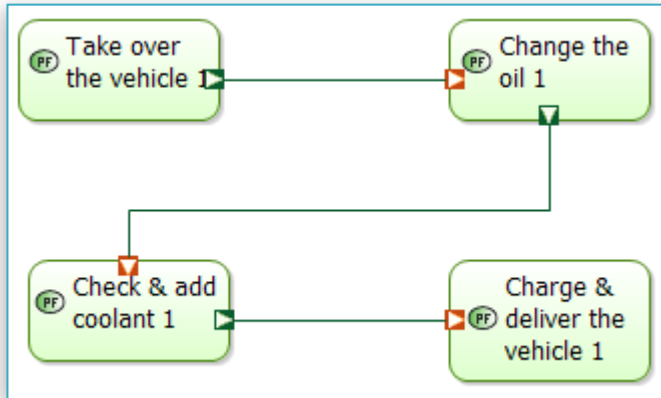 PF
Take over
the vehicle 1
PF
Change the
oil 1
PF
Check & add
coolant 1
PF
Charge &
deliver the
vehicle 1